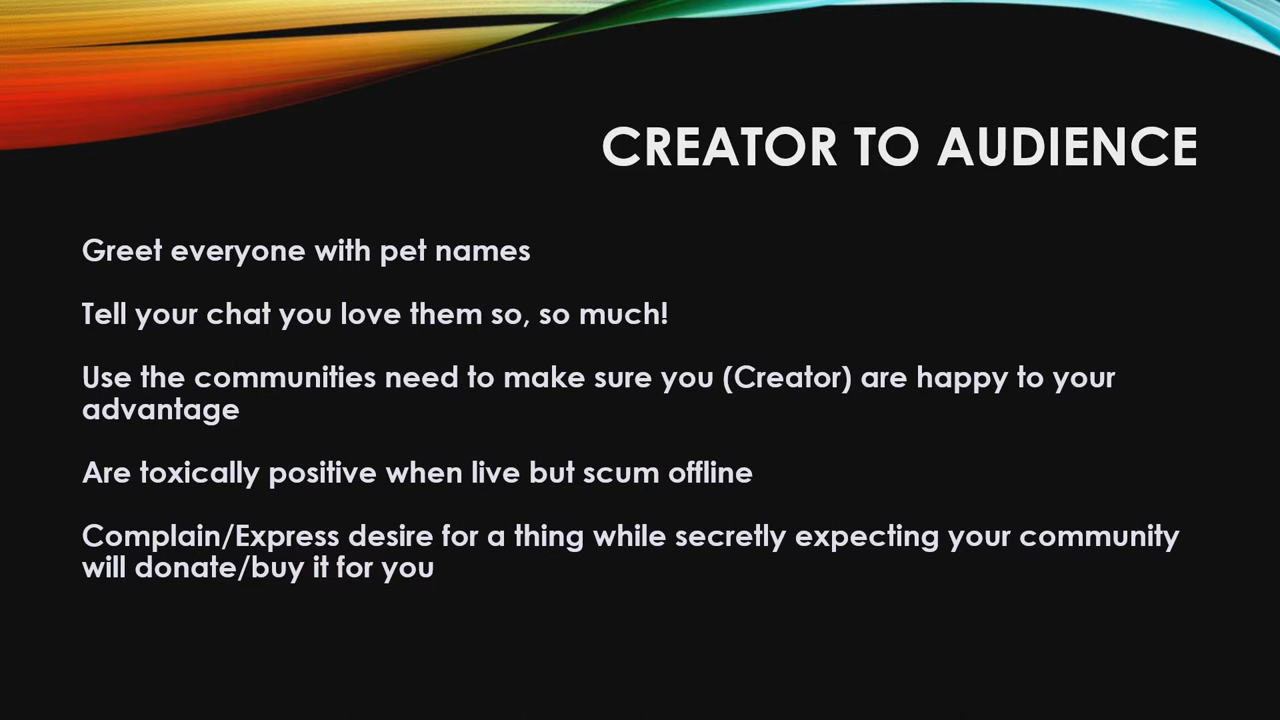 CREATOR TO AUDIENCE
Greet everyone with pet names
Tell your chat you love them so, so much!
Use the communities need to make sure you (Creator) are happy to your
advantage
Are toxically positive when live but scum offline
Complain/Express desire for a thing while secretly expecting your community
will donate/buy it for you